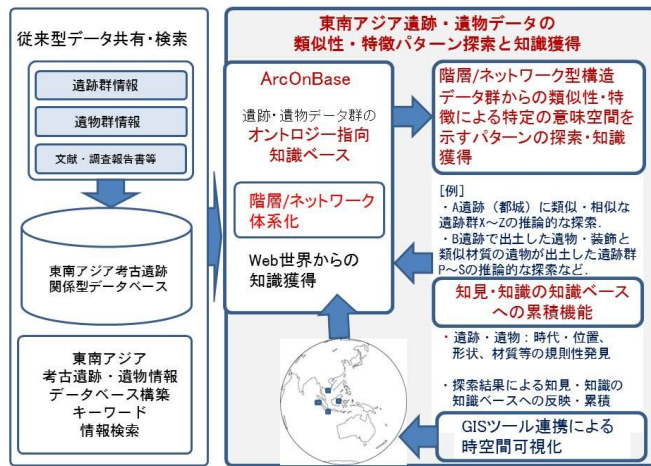 従来型データ共有・検索
遺跡群情報
遺物群情報
文献・調査報告書等
東南アジア考古遺跡
関係型データベース
東南アジア
考古遺跡・遺物情報
データベース構築
キーワード
情報検索
東南アジア遺跡・遺物データの
類似性・特徴パターン探索と知識獲得
ArcOnBase
遺跡・遺物データ群の
オントロジー指向
知識ベース
階層/ネットワーク
体系化
Web世界からの
知識獲得
階層/ネットワーク型構造
データ群からの類似性・特
徴による特定の意味空間を
示すパターンの探索・知識
獲得
[例]
・A遺跡（都城）に類似・相似な
遺跡群X～Zの推論的な探索.
・B遺跡で出土した遺物・装飾と
類似材質の遺物が出土した遺跡群
P～Sの推論的な探索など.
知見・知識の知識ベース
への累積機能
・遺跡・遺物：時代・位置、
形状、材質等の規則性発見
・探索結果による知見・知識の
知識ベースへの反映・累積
GISツール連携による
時空間可視化